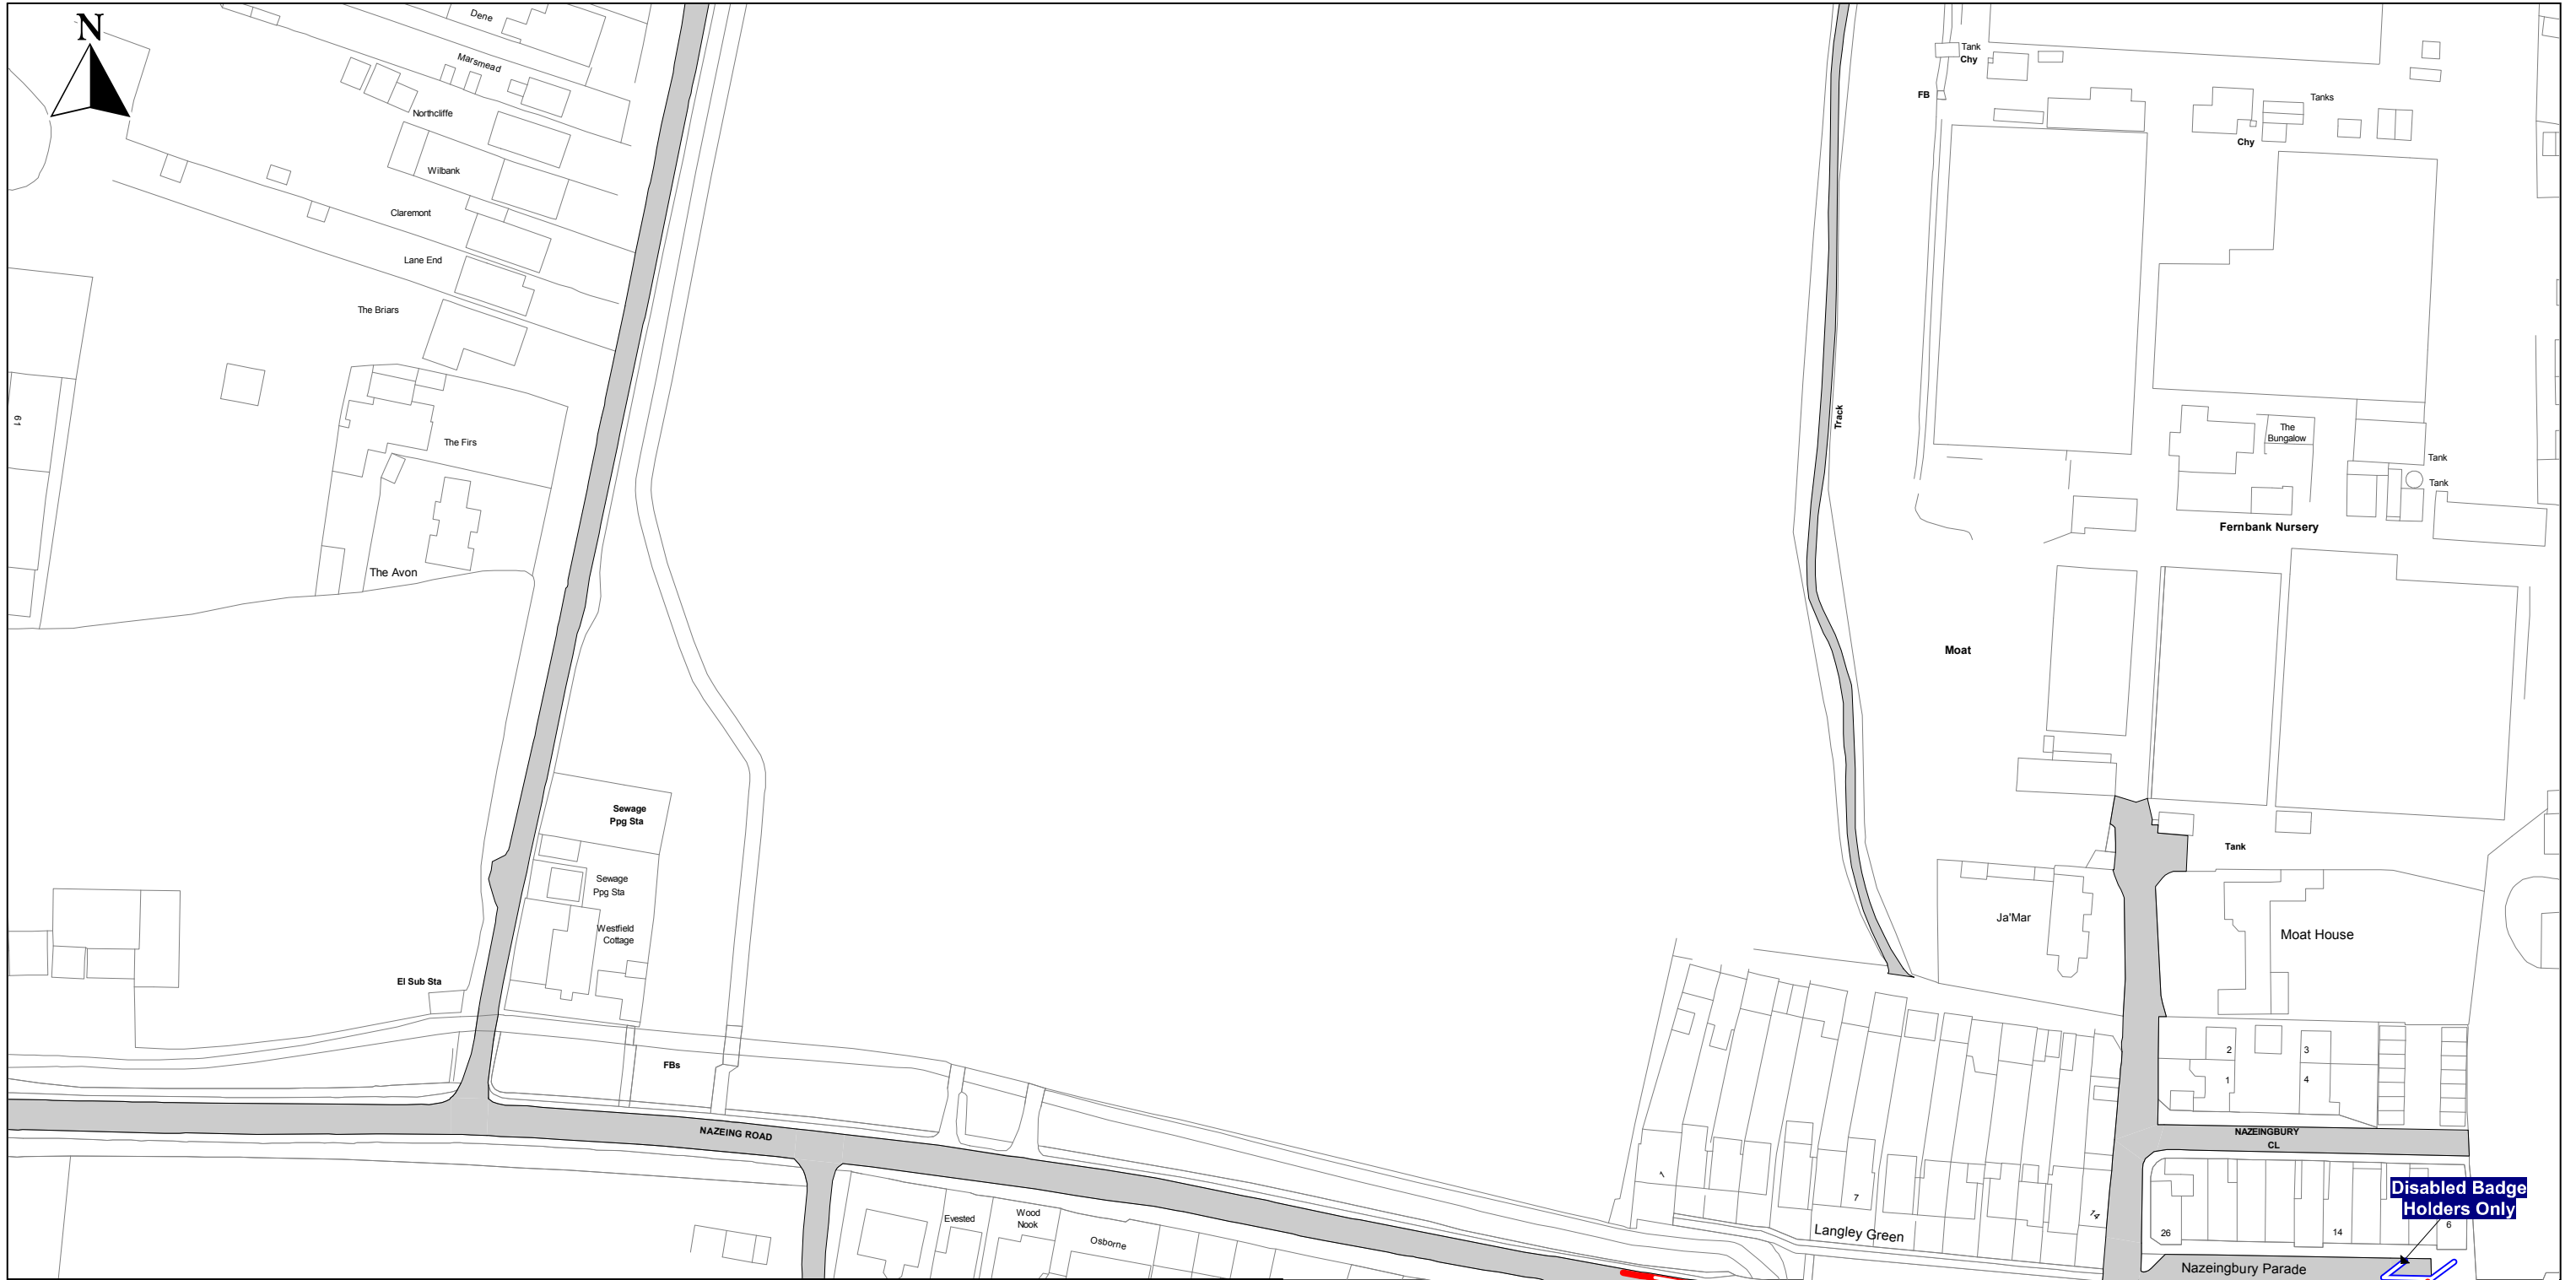 N
Dene
Marsmead
Northcliffe
Wilbank
Claremont
Lane End
The Briars
61
The Firs
The Avon
Sewage
Ppg Sta
Sewage
Ppg Sta
Westfield
Cottage
El Sub Sta
FBs
NAZEING ROAD
Evested
Wood
Nook
Osborne
Track
Tank
Chy
FB
Tanks
Chy
The
Bungalow
Tank
Tank
Fernbank Nursery
Moat
Tank
Ja'Mar
Moat House
2
3
1
4
NAZEINGBURY
CL
1
7
14
Langley Green
26
14
6
Disabled Badge
Holders Only
Nazeingbury Parade